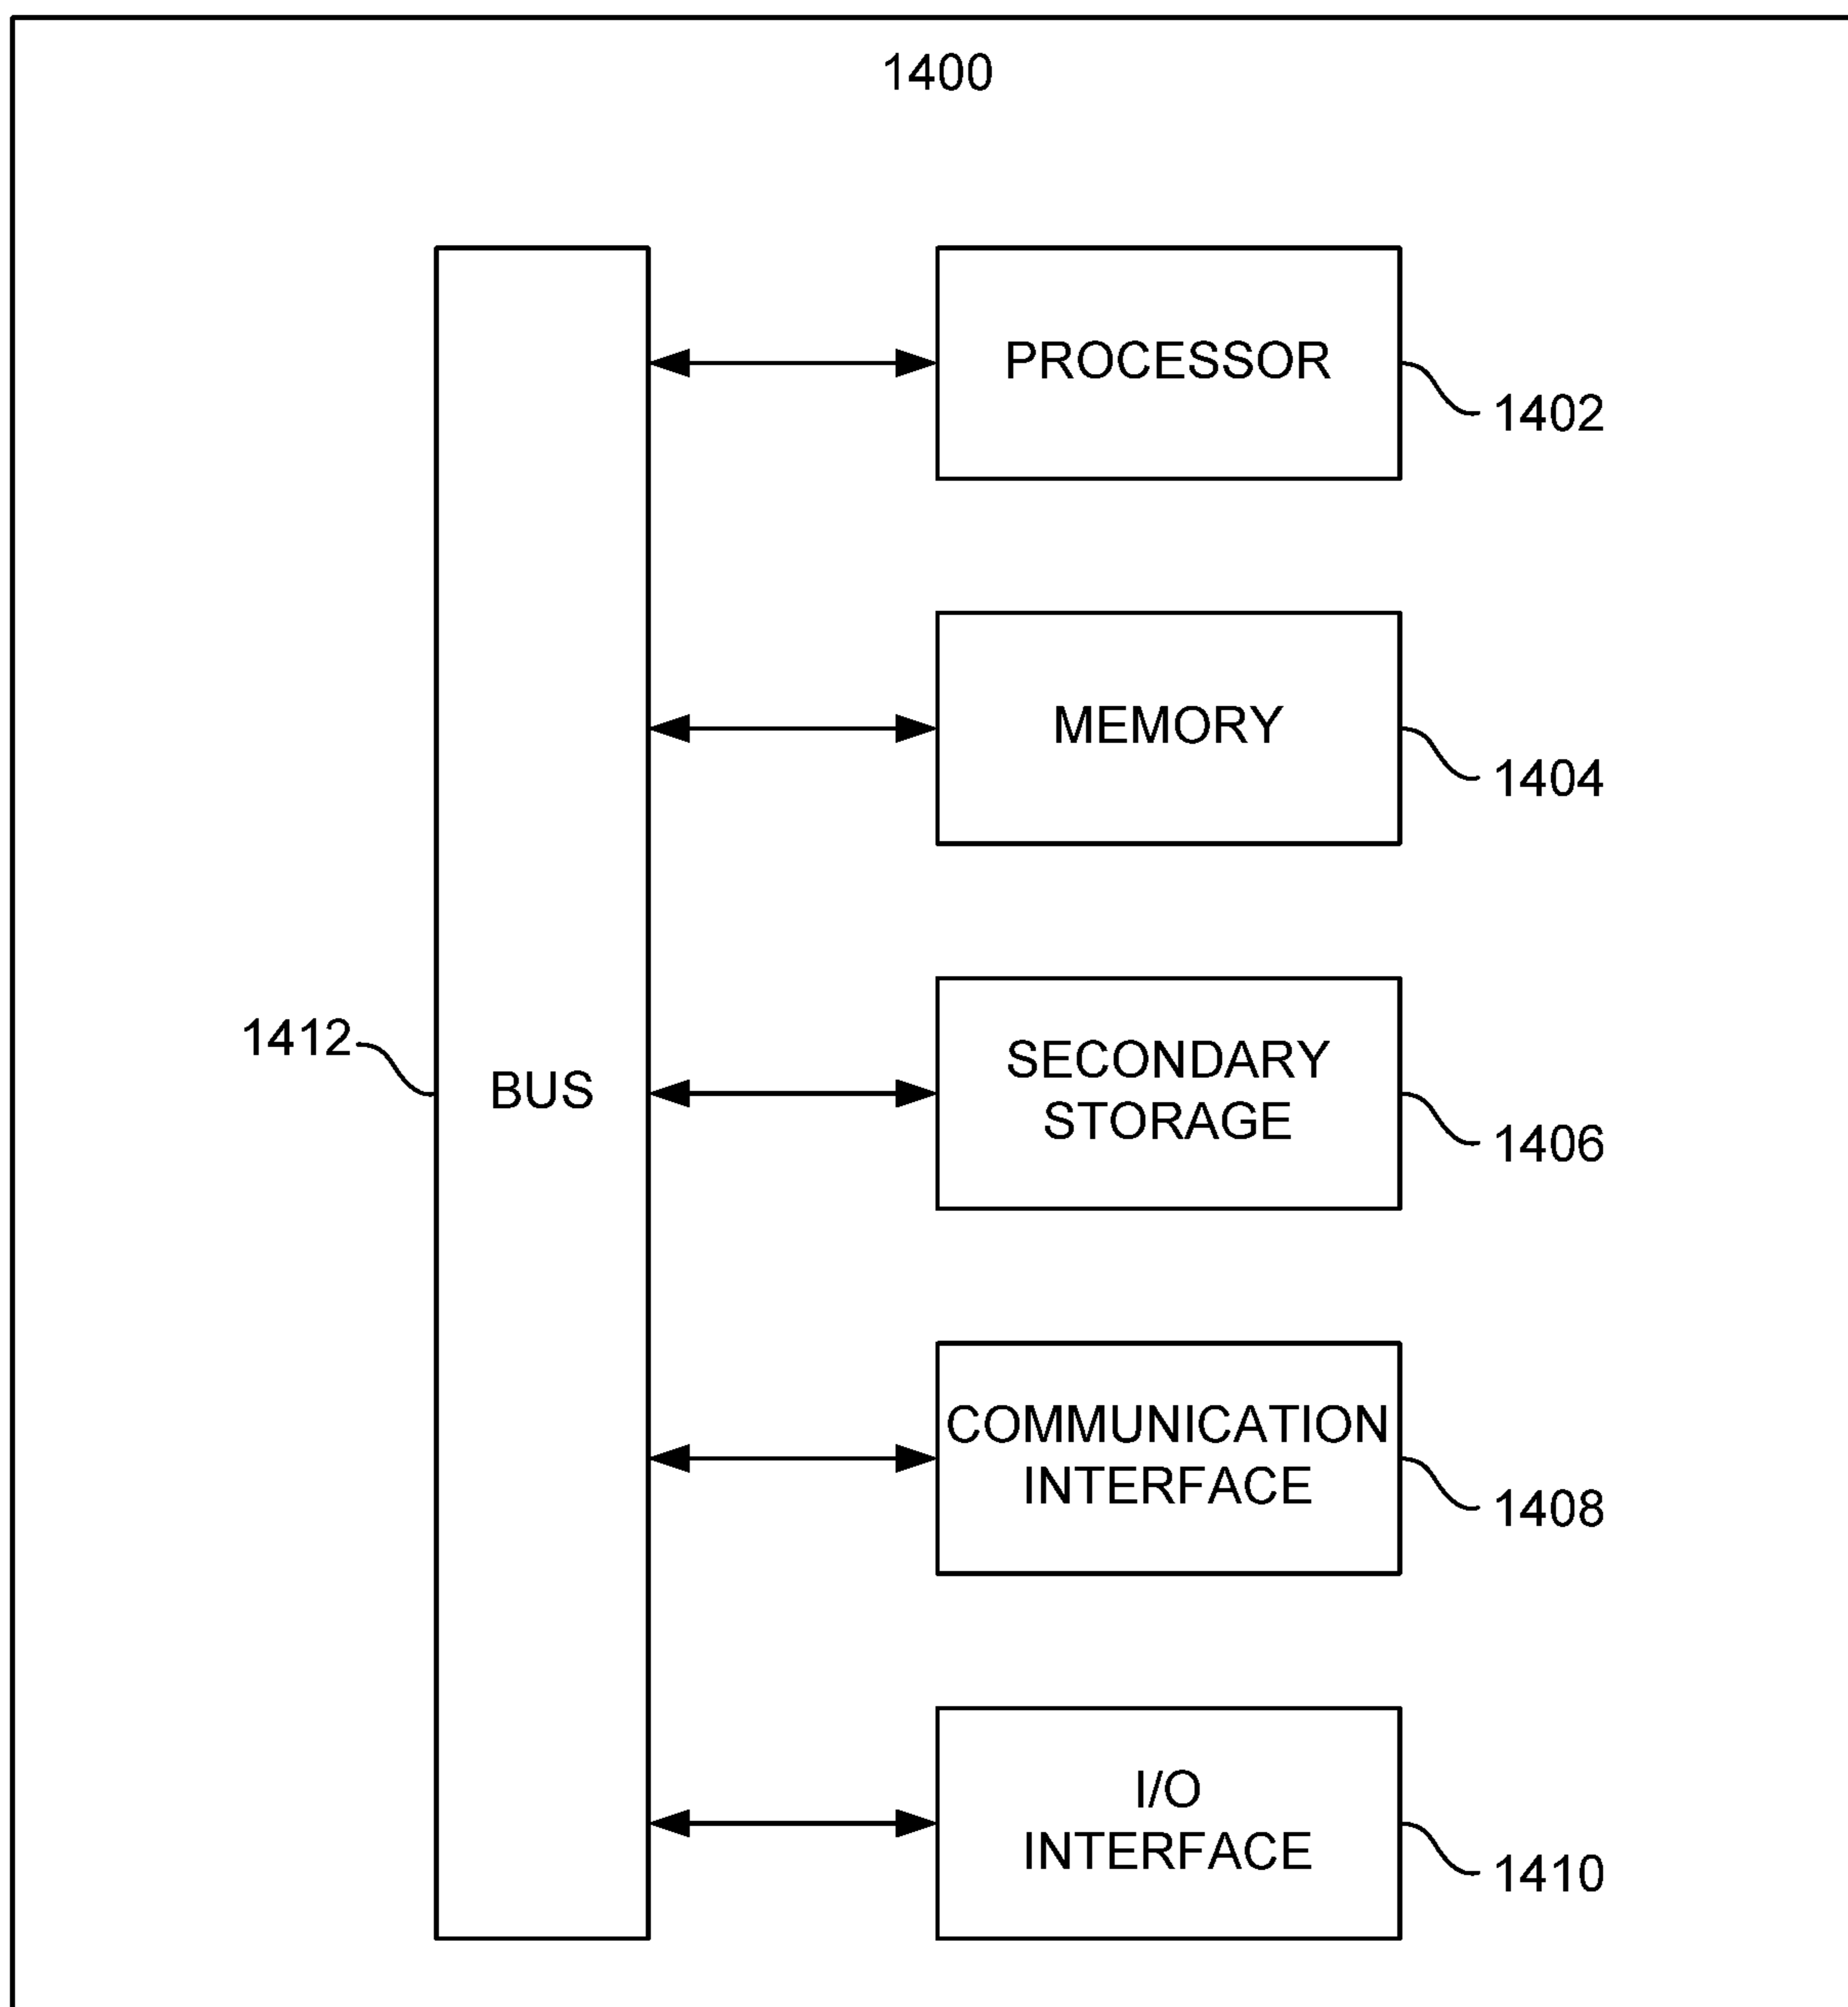 1400
PROCESSOR
1402
MEMORY
1404
1412
BUS
SECONDARY
STORAGE
1406
COMMUNICATION
INTERFACE
1408
I/O
INTERFACE
1410